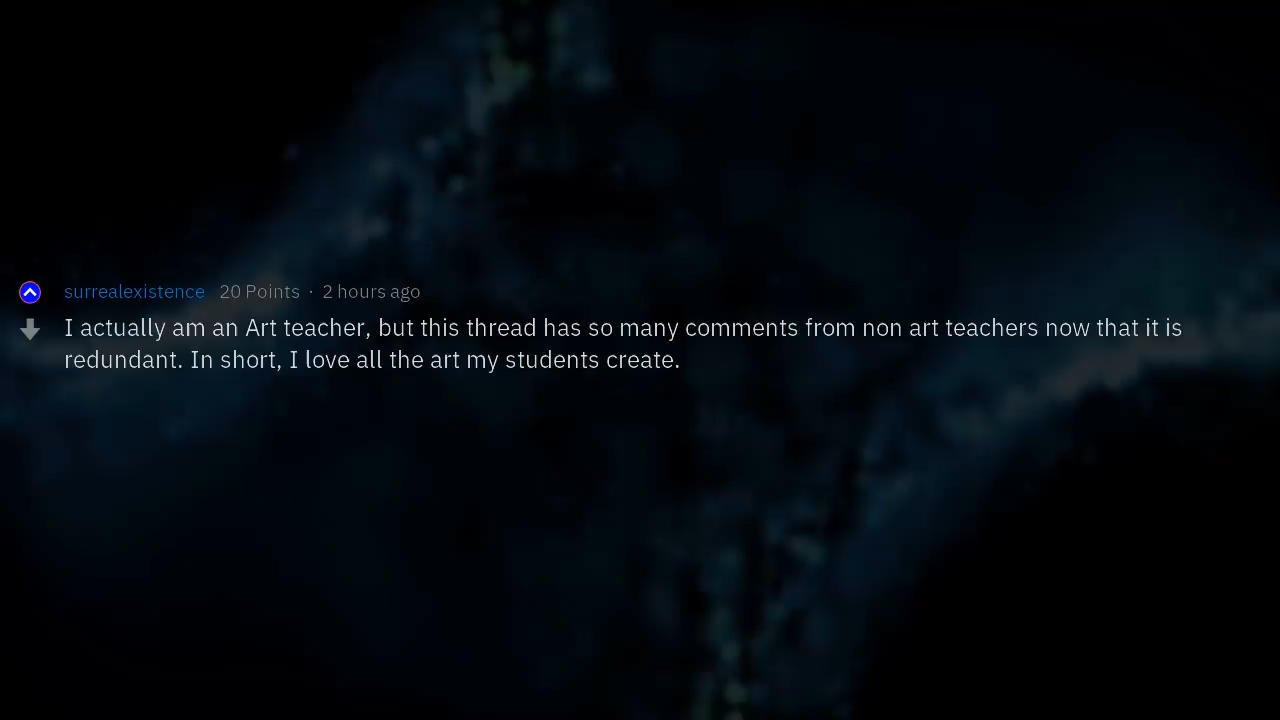 surrealexistence 20 Points · 2 hours ago
I actually am an Art teacher, but this thread has so many comments from non art teachers now that it is
redundant. In short, I love all the art my students create.